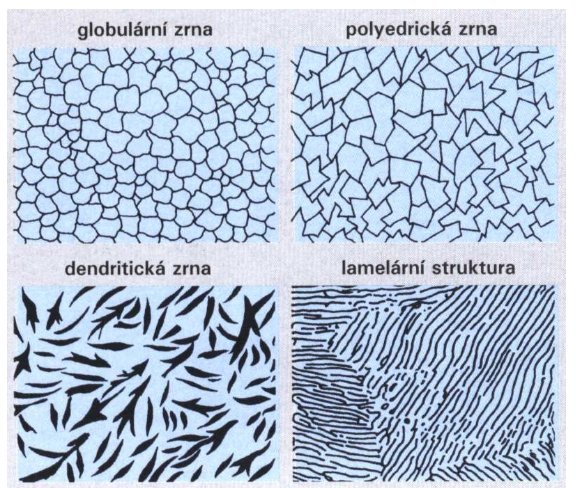 globulární zrna
polyedrická zrna
dendritická zrna
lamelární struktura